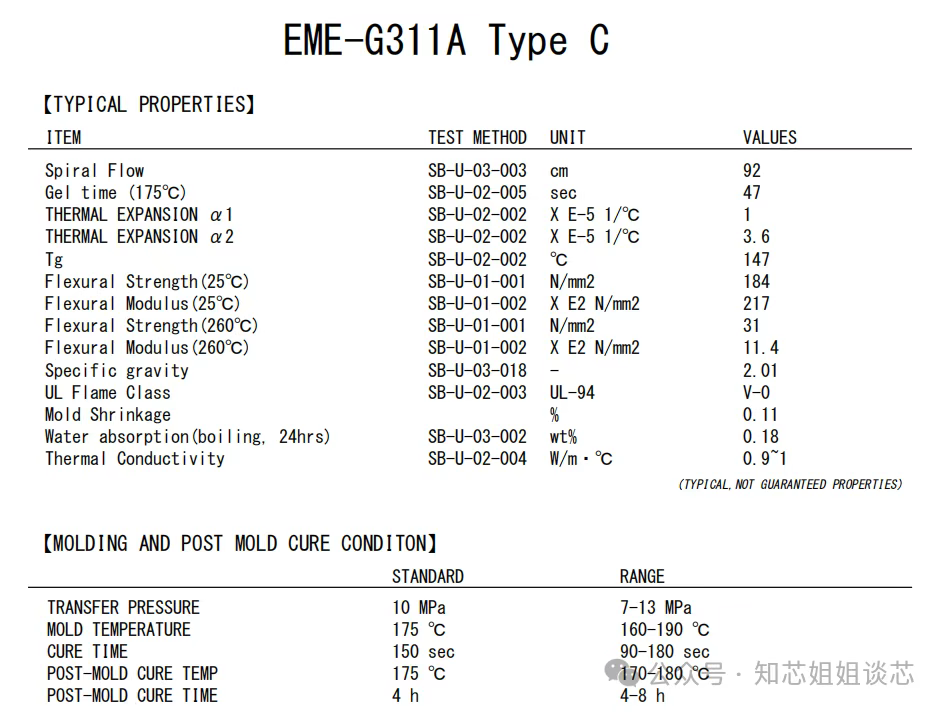 EME-G311A Type C
【TYPICAL PROPERTIES】
ITEM TEST METHOD UNIT VALUES
Spiral Flow SB-U-03-003 cm 92
Gel time (175℃) SB-U-02-005 sec 47
THERMAL EXPANSION α1 SB-U-02-002 X E-5 1/℃ 1
THERMAL EXPANSION α2 SB-U-02-002 X E-5 1/℃ 3.6
Tg SB-U-02-002 ℃ 147
Flexural Strength(25℃) SB-U-01-001 N/mm2 184
Flexural Modulus(25℃) SB-U-01-002 X E2 N/mm2 217
Flexural Strength(260℃) SB-U-01-001 N/mm2 31
Flexural Modulus(260℃) SB-U-01-002 X E2 N/mm2 11.4
Specific gravity SB-U-03-018 - 2.01
UL Flame Class SB-U-02-003 UL-94 V-0
Mold Shrinkage % 0.11
Water absorption(boiling, 24hrs) SB-U-03-002 wt% 0.18
Thermal Conductivity SB-U-02-004 W/m・℃ 0.9~1
(TYPICAL,NOT GUARANTEED PROPERTIES)
【MOLDING AND POST MOLD CURE CONDITON】
STANDARD RANGE
TRANSFER PRESSURE 10 MPa 7-13 MPa
MOLD TEMPERATURE 175 ℃ 160-190 ℃
CURE TIME 150 sec 90-180 sec
POST-MOLD CURE TEMP 175 ℃ 170-180 ℃
POST-MOLD CURE TIME 4 h 4-8 h
公众号·知芯姐姐谈芯